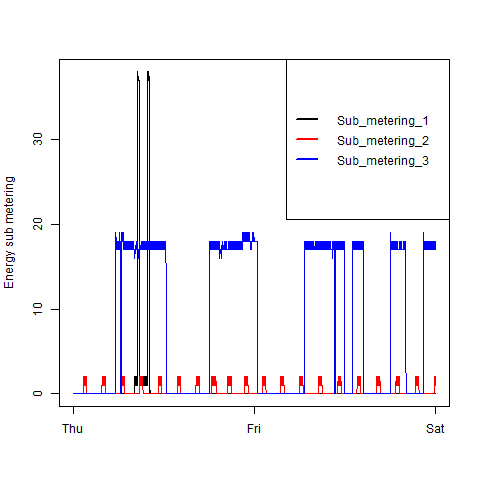 Sub_metering_1
Sub_metering_2
Sub_metering_3
Energy sub metering
30
20
10
0
Thu Fri Sat